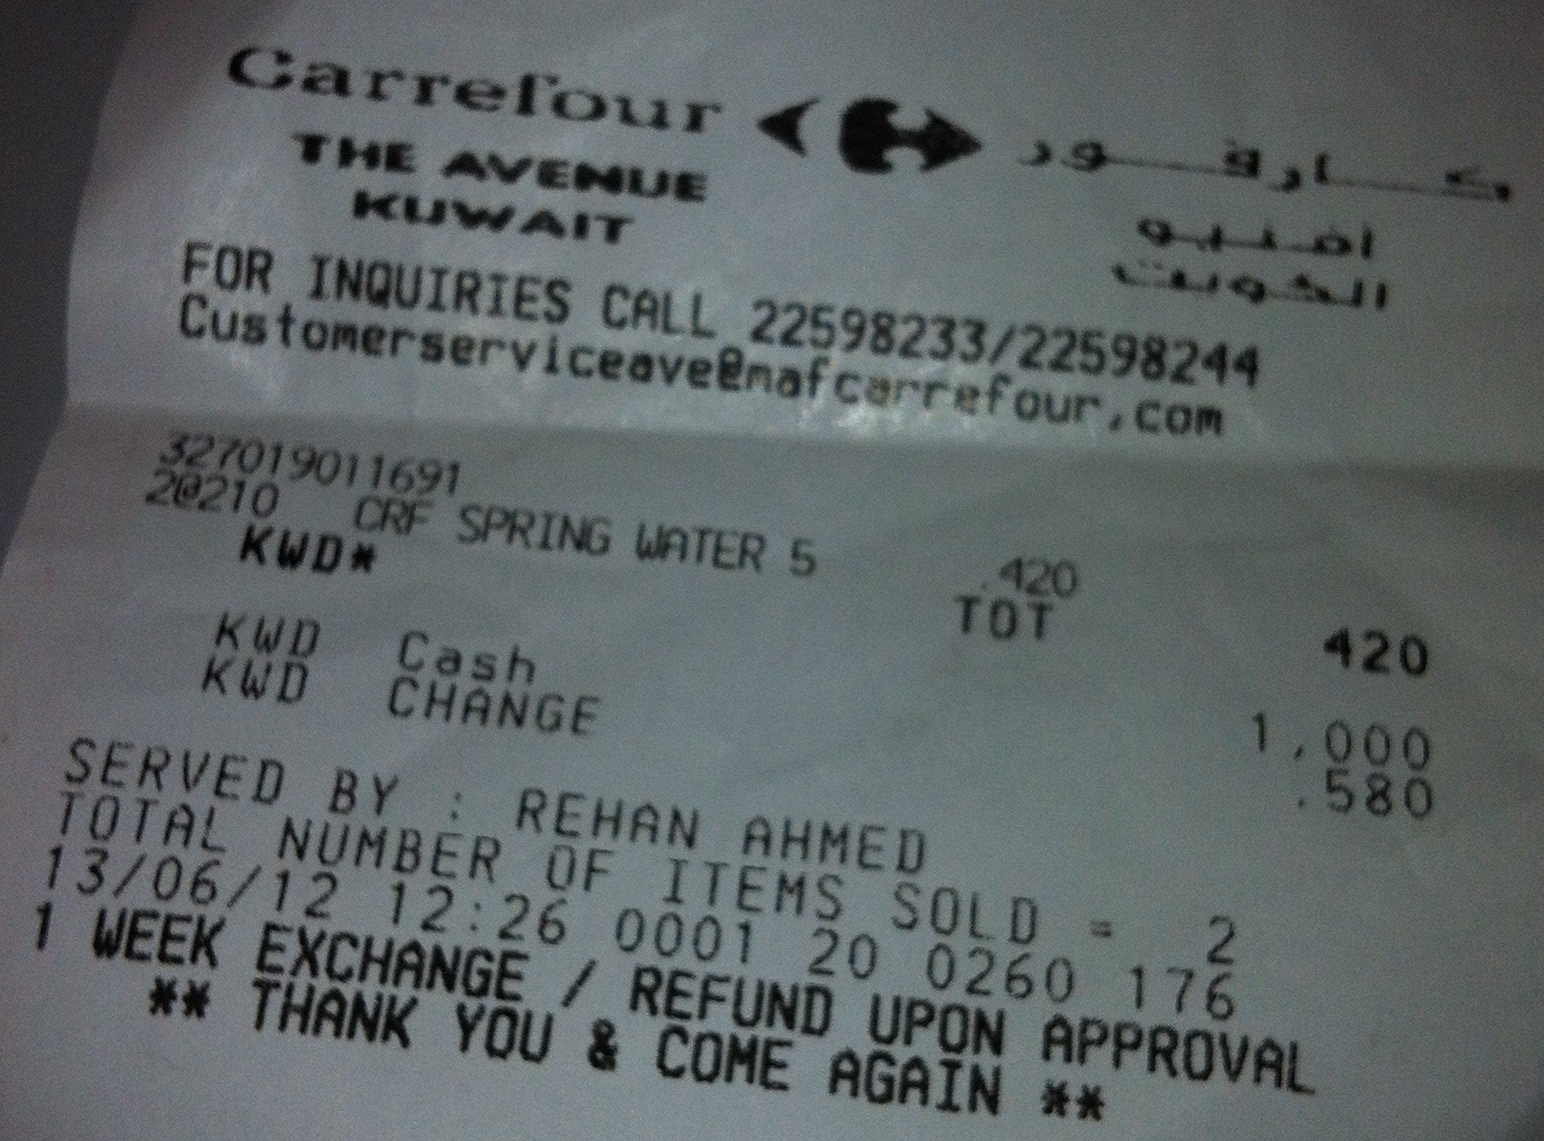 Carrefour كارفور
THE AVENUE افنيو
KUWAIT الكويت
FOR INQUIRIES CALL 22598233/22598244
Customerserviceave@mafcarrefour.com
327019011691
2@210 CRF SPRING WATER 5 .420
KWD* TOT 420
KWD Cash 1,000
KWD CHANGE .580
SERVED BY : REHAN AHMED
TOTAL NUMBER OF ITEMS SOLD = 2
13/06/12 12:26 0001 20 0260 176
1 WEEK EXCHANGE / REFUND UPON APPROVAL
** THANK YOU & COME AGAIN **